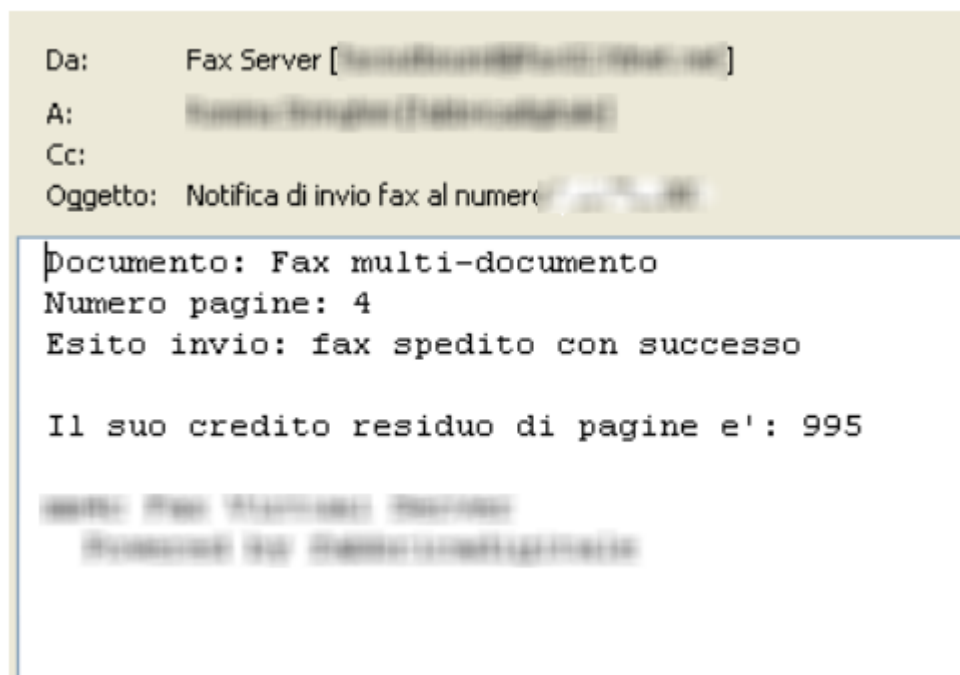 Da: Fax Server [ ]
A:
Cc:
Oggetto: Notifica di invio fax al numero
Documento: Fax multi-documento
Numero pagine: 4
Esito invio: fax spedito con successo
Il suo credito residuo di pagine e': 995